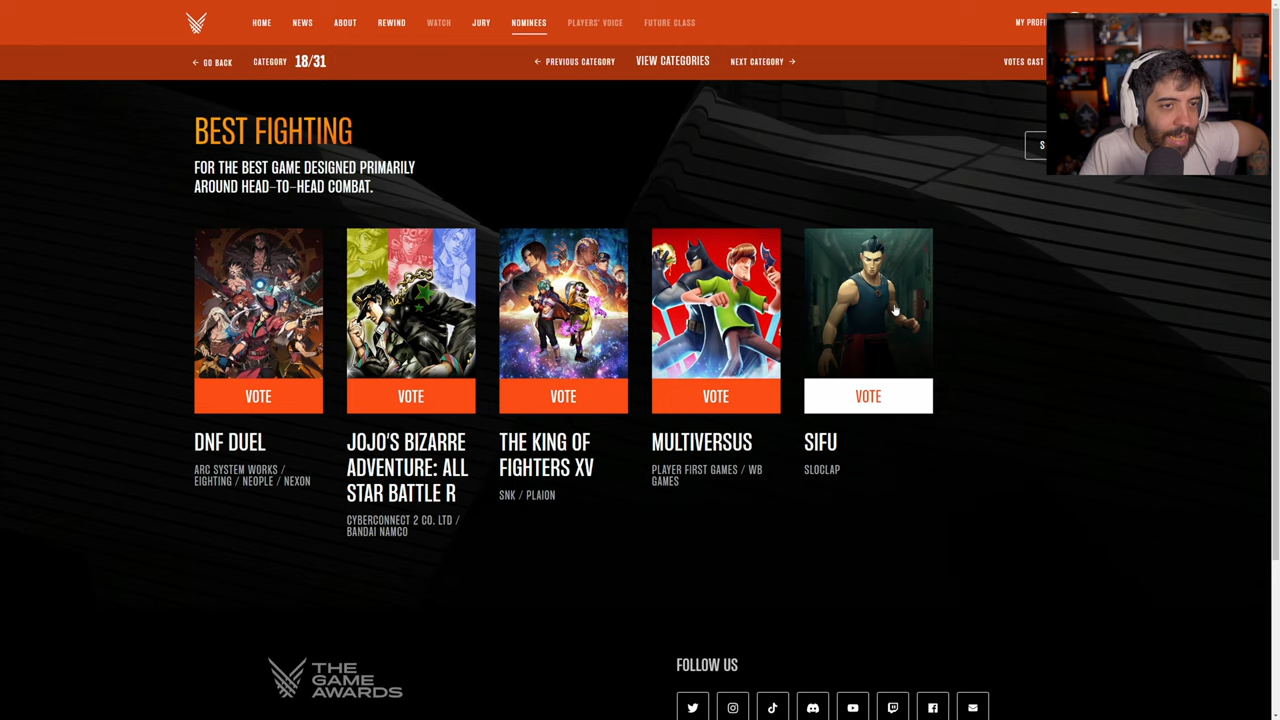 HOME NEWS ABOUT REWIND WATCH JURY NOMINEES PLAYERS' VOICE FUTURE CLASS MY
GO BACK CATEGORY 18/31 PREVIOUS CATEGORY VIEW CATEGORIES NEXT CATEGORY VOTES CAST
BEST FIGHTING
FOR THE BEST GAME DESIGNED PRIMARILY
AROUND HEAD-TO-HEAD COMBAT.
VOTE VOTE VOTE VOTE VOTE
DNF DUEL
ARC SYSTEM WORKS /
EIGHTING / NEOPLE / NEXON
JOJO'S BIZARRE
ADVENTURE: ALL
STAR BATTLE R
CYBERCONNECT 2 CO. LTD /
BANDAI NAMCO
THE KING OF
FIGHTERS XV
SNK / PLAION
MULTIVERSUS
PLAYER FIRST GAMES / WB
GAMES
SIFU
SLOCLAP
THE
GAME
AWARDS
FOLLOW US